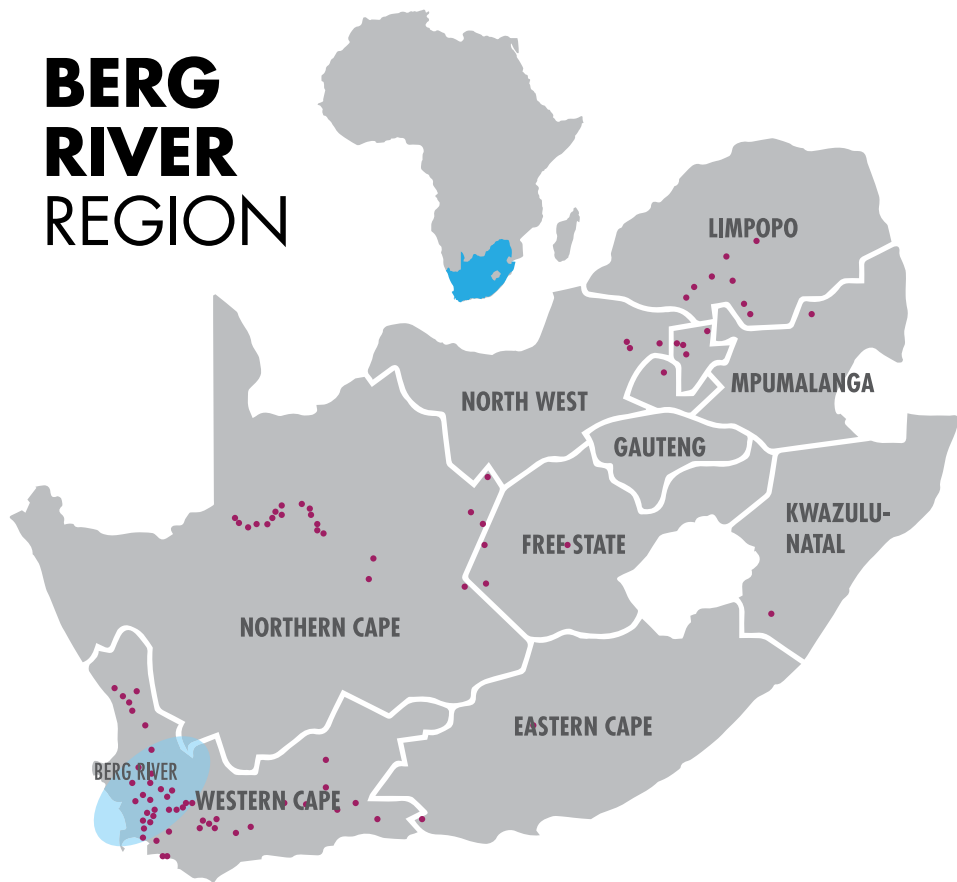 BERG
RIVER
REGION
LIMPOPO
MPUMALANGA
NORTH WEST
GAUTENG
KWAZULU-
NATAL
FREE STATE
NORTHERN CAPE
EASTERN CAPE
BERG RIVER
WESTERN CAPE